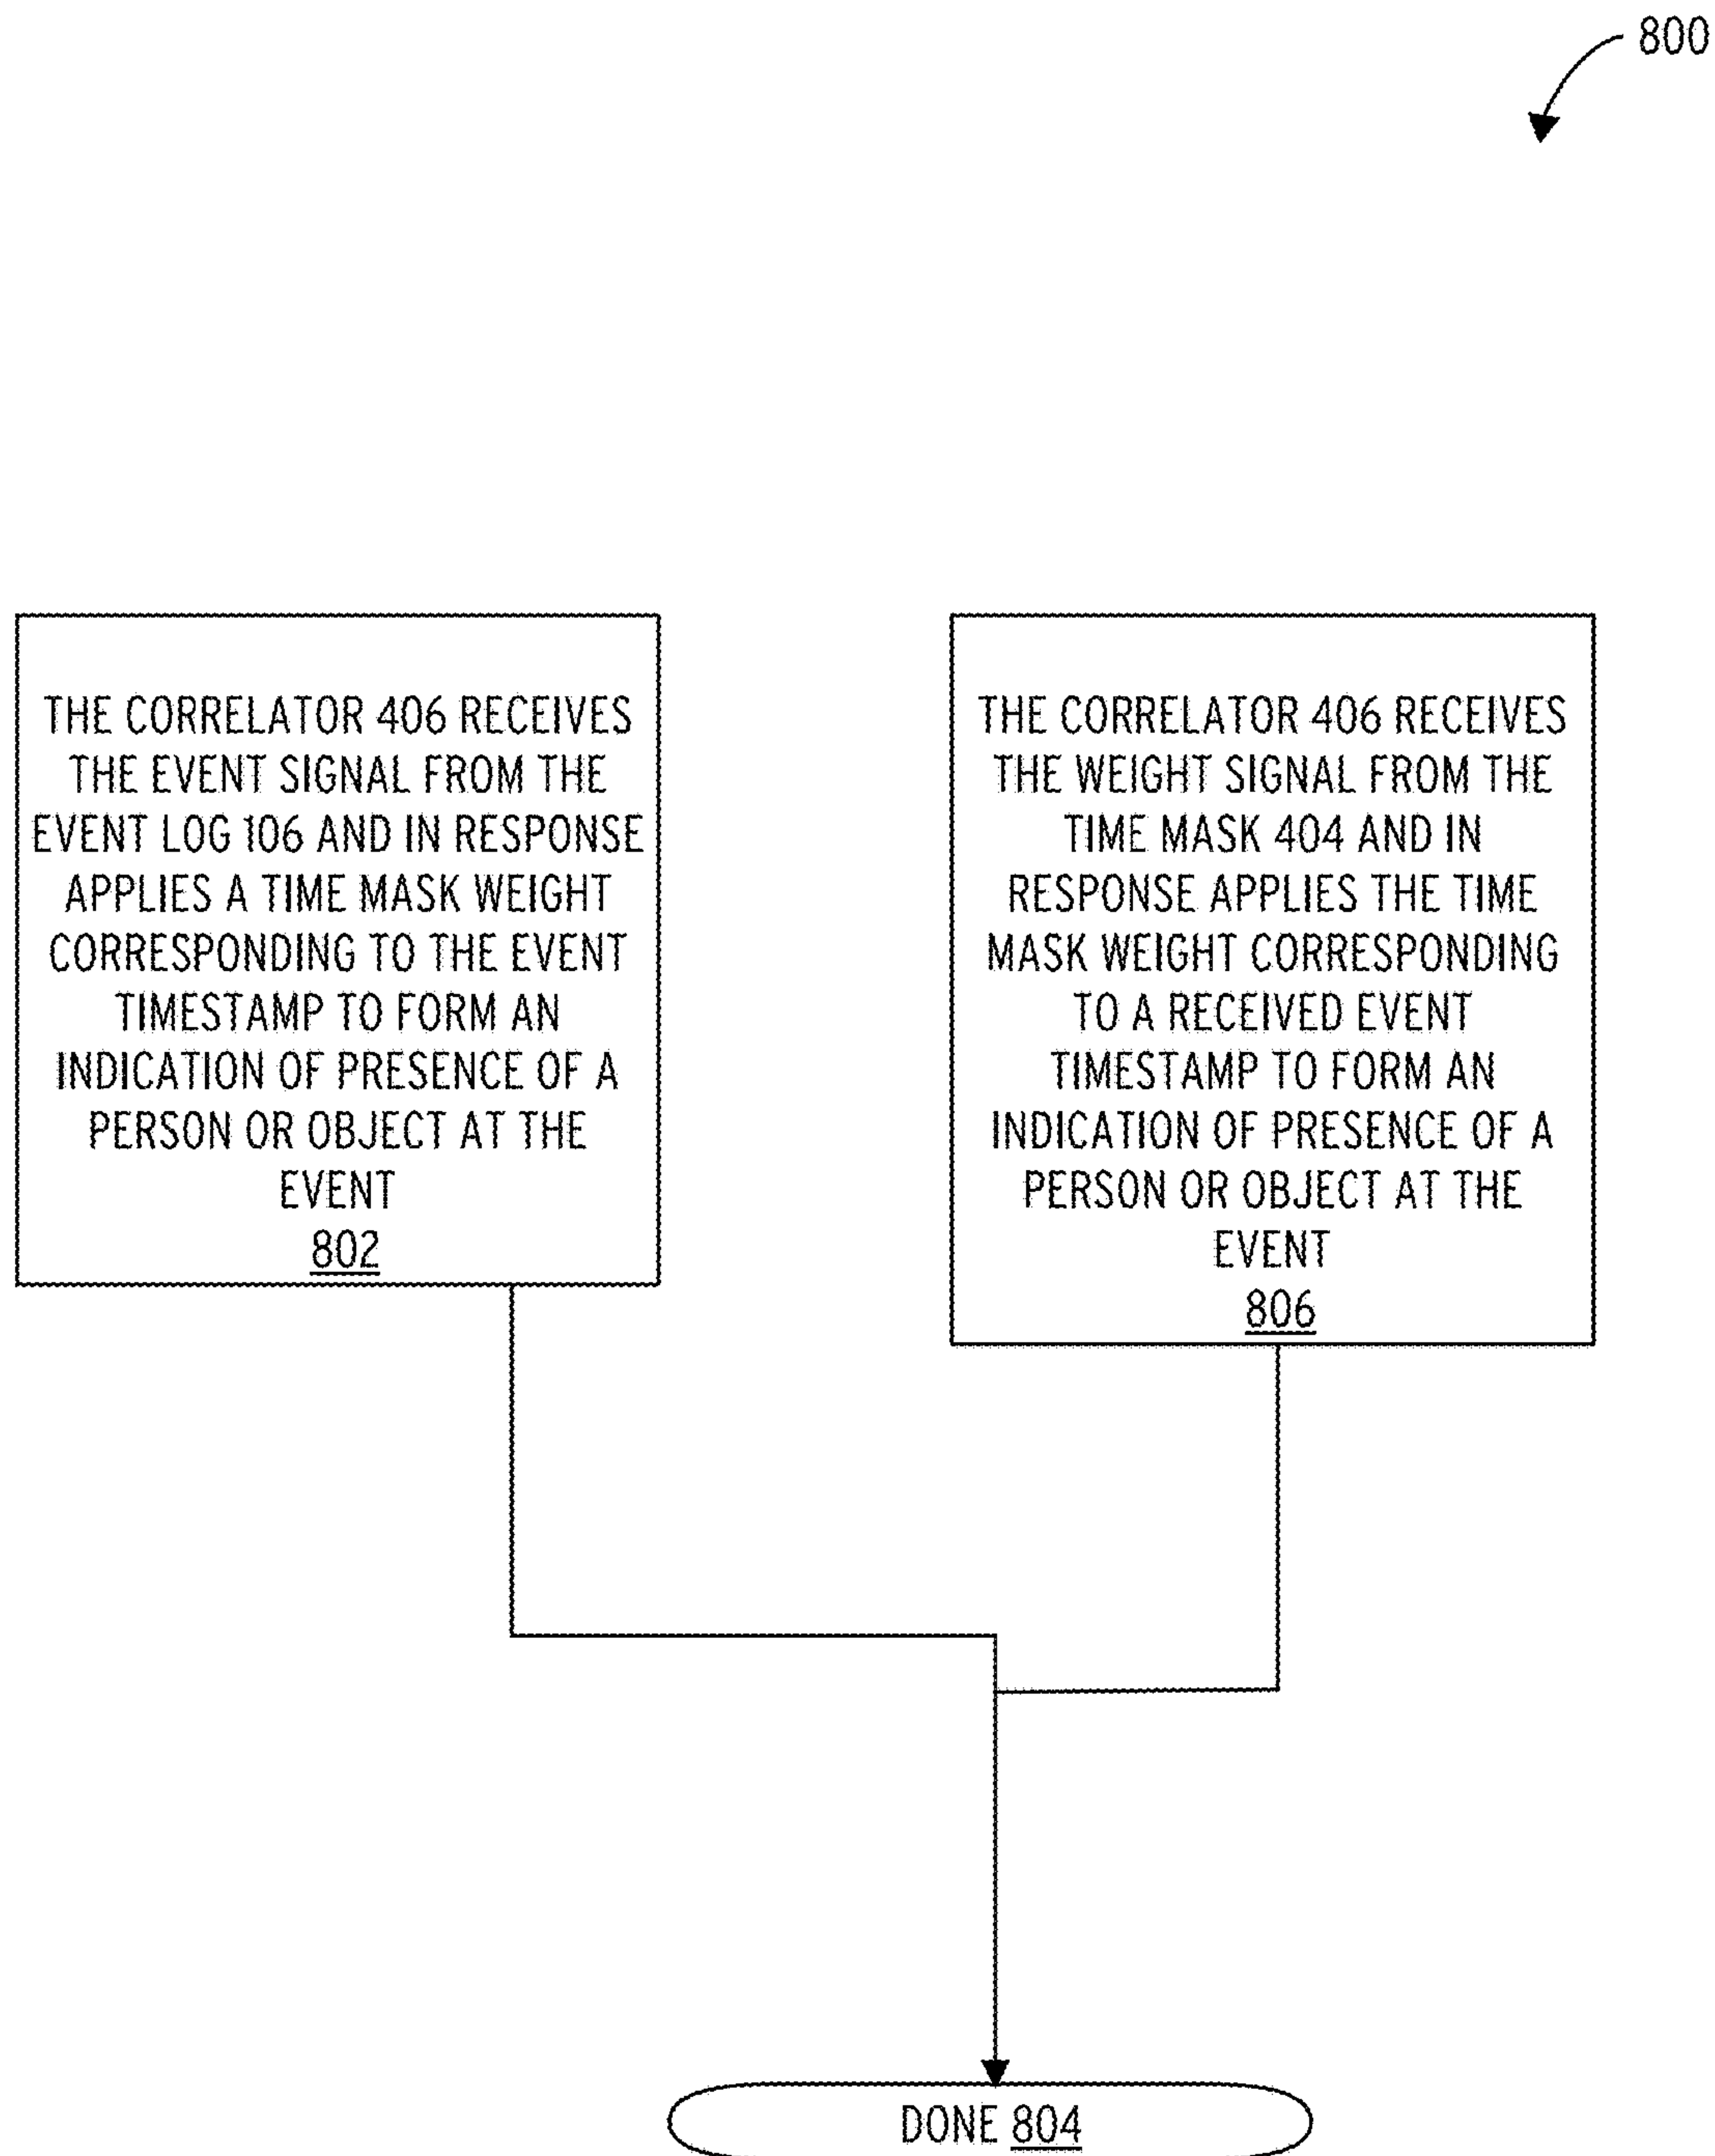 800
THE CORRELATOR 406 RECEIVES
THE EVENT SIGNAL FROM THE
EVENT LOG 106 AND IN RESPONSE
APPLIES A TIME MASK WEIGHT
CORRESPONDING TO THE EVENT
TIMESTAMP TO FORM AN
INDICATION OF PRESENCE OF A
PERSON OR OBJECT AT THE
EVENT
802
THE CORRELATOR 406 RECEIVES
THE WEIGHT SIGNAL FROM THE
TIME MASK 404 AND IN
RESPONSE APPLIES THE TIME
MASK WEIGHT CORRESPONDING
TO A RECEIVED EVENT
TIMESTAMP TO FORM AN
INDICATION OF PRESENCE OF A
PERSON OR OBJECT AT THE
EVENT
806
DONE 804